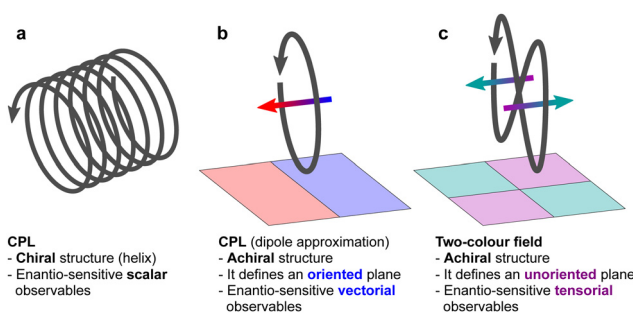 a
CPL
- Chiral structure (helix)
- Enantio-sensitive scalar
observables
b
CPL (dipole approximation)
- Achiral structure
- It defines an oriented plane
- Enantio-sensitive vectorial
observables
c
Two-colour field
- Achiral structure
- It defines an unoriented plane
- Enantio-sensitive tensorial
observables